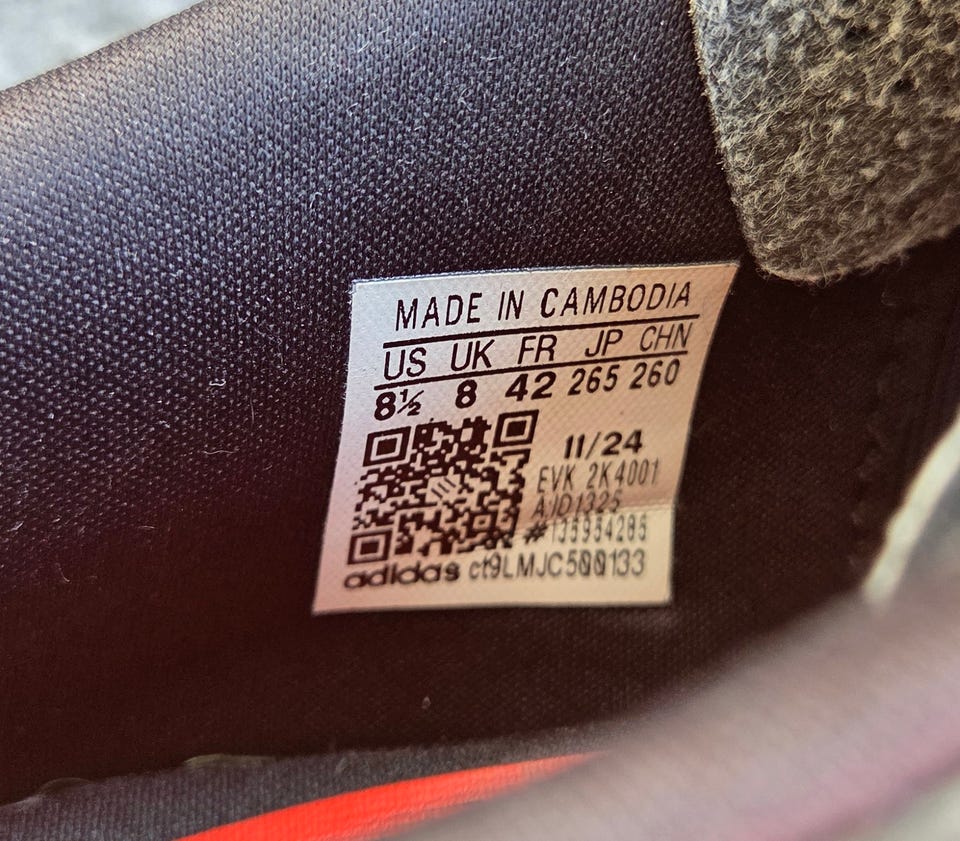 MADE IN CAMBODIA
US UK FR JP CHN
8½ 8 42 265 260
11/24
EVK 2K4001
AJD1325
#135954285
adidas ct9LMJC500133